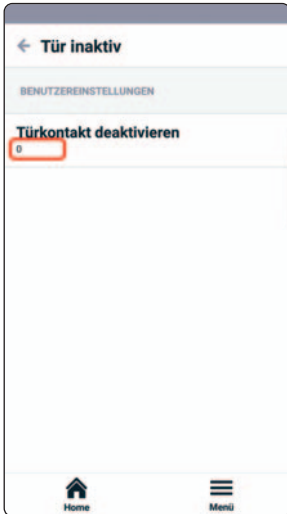 Tür inaktiv
BENUTZEREINSTELLUNGEN
Türkontakt deaktivieren
0
Home Menü